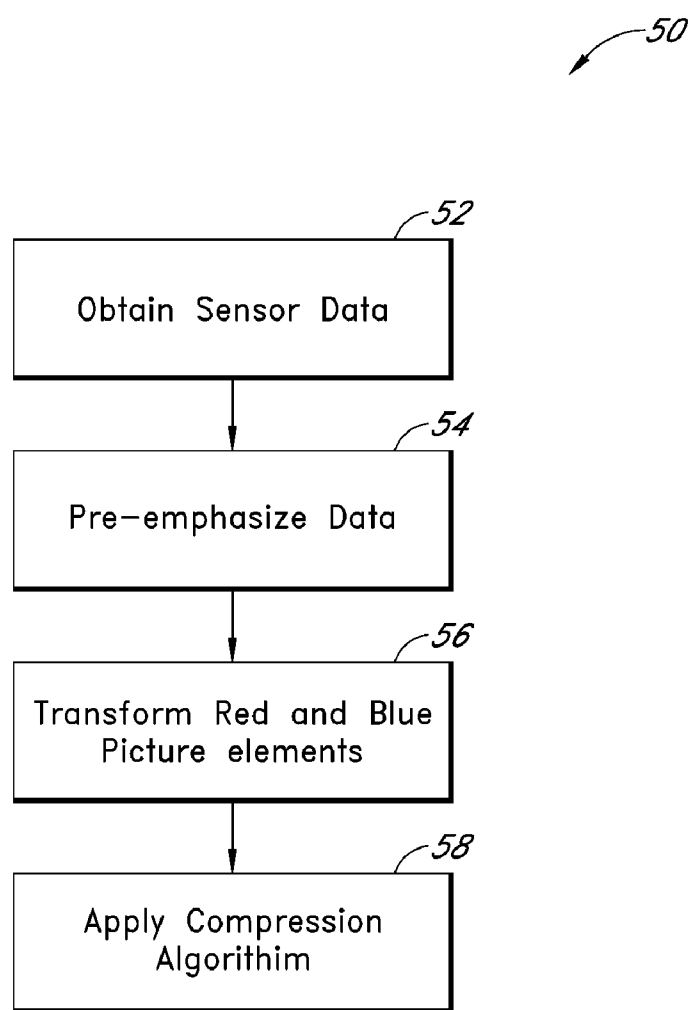 50
52
Obtain Sensor Data
54
Pre-emphasize Data
56
Transform Red and Blue
Picture elements
58
Apply Compression
Algorithim